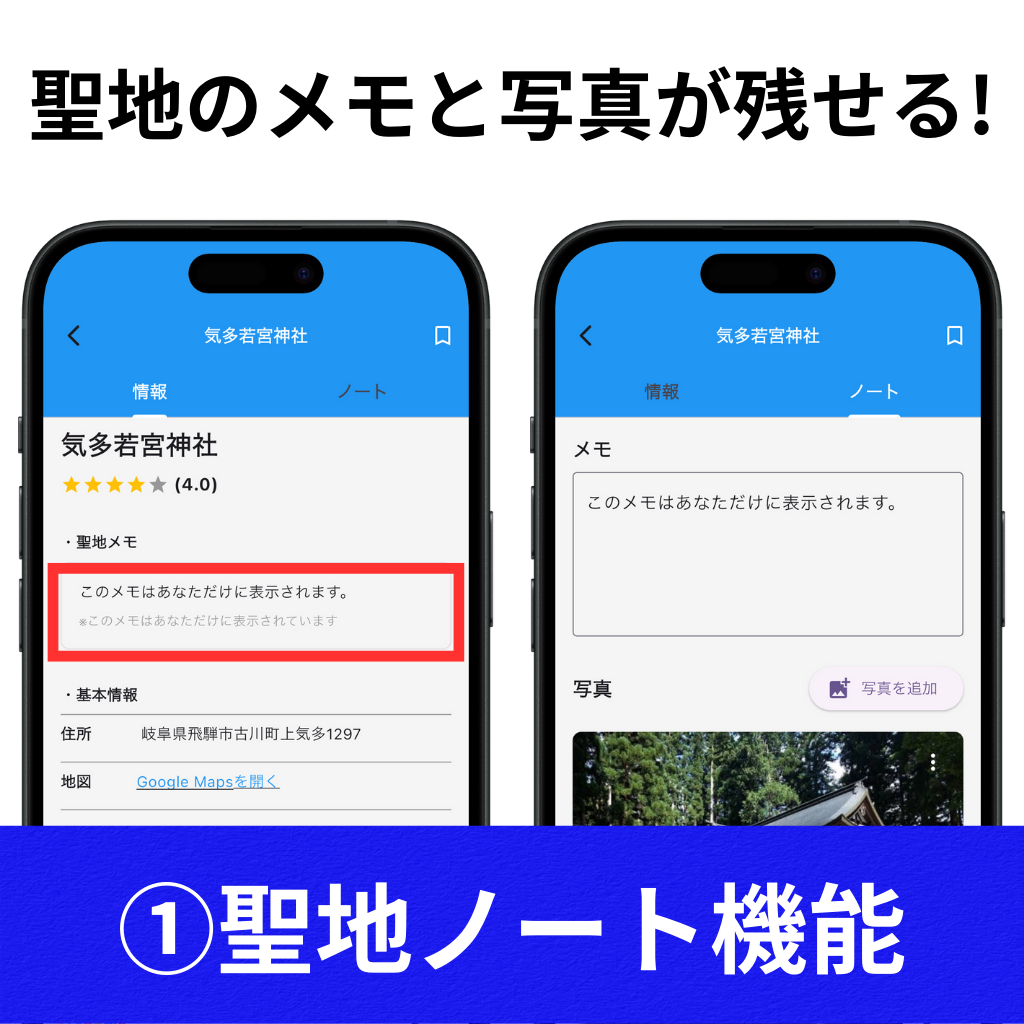 聖地のメモと写真が残せる!
気多若宮神社
情報
ノート
気多若宮神社
(4.0)
・聖地メモ
このメモはあなただけに表示されます。
※このメモはあなただけに表示されています
・基本情報
住所 岐阜県飛騨市古川町上気多1297
地図 Google Mapsを開く
気多若宮神社
情報
ノート
メモ
このメモはあなただけに表示されます。
写真
写真を追加
①聖地ノート機能